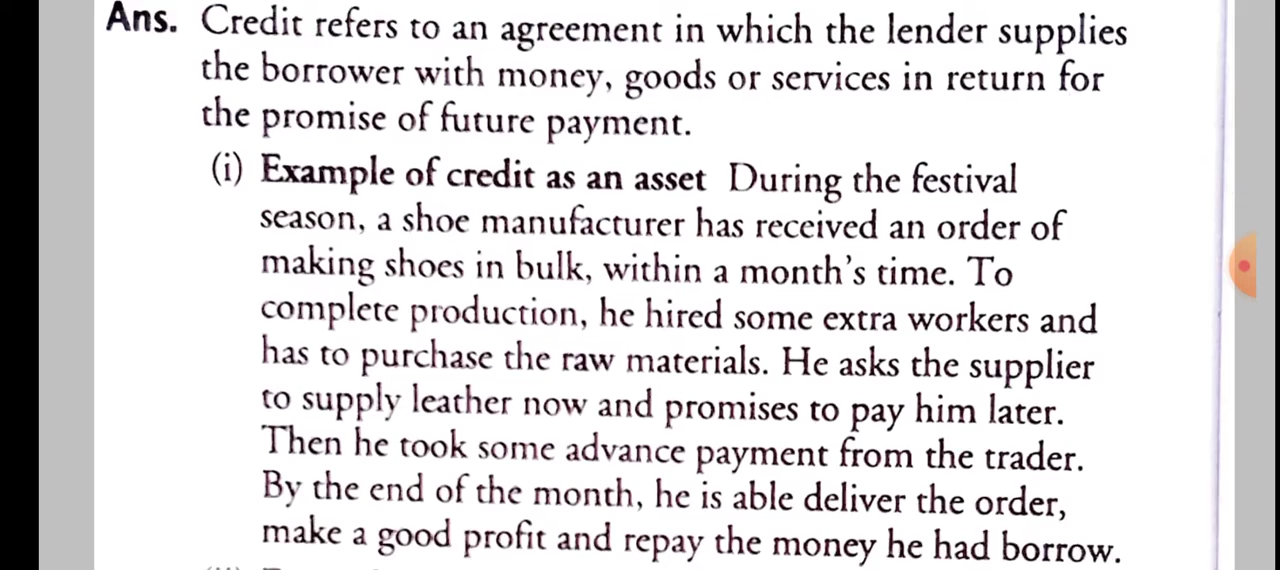 Ans. Credit refers to an agreement in which the lender supplies
the borrower with money, goods or services in return for
the promise of future payment.
(i) Example of credit as an asset During the festival
season, a shoe manufacturer has received an order of
making shoes in bulk, within a month's time. To
complete production, he hired some extra workers and
has to purchase the raw materials. He asks the supplier
to supply leather now and promises to pay him later.
Then he took some advance payment from the trader.
By the end of the month, he is able deliver the order,
make a good profit and repay the money he had borrow.